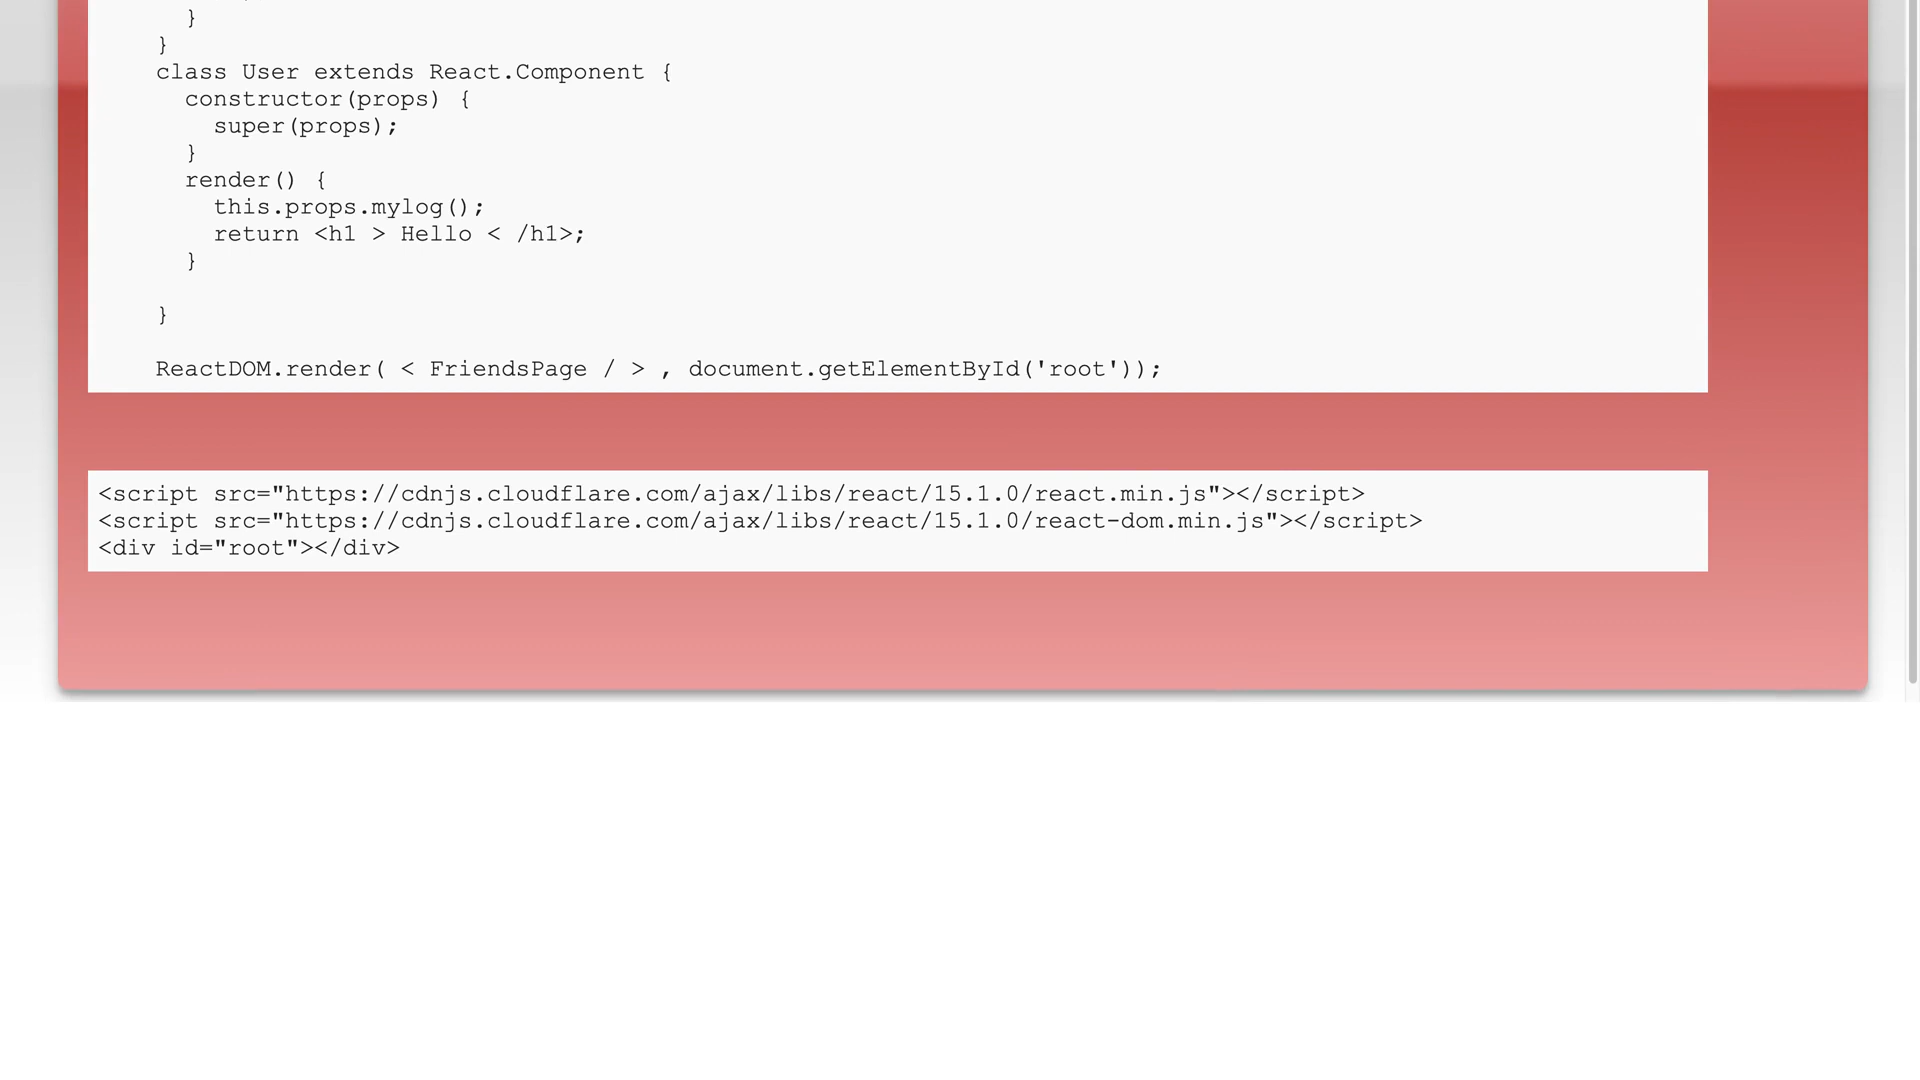 }
}
class User extends React.Component {
constructor(props) {
super(props);
}
render() {
this.props.mylog();
return <h1 > Hello < /h1>;
}
}
ReactDOM.render( < FriendsPage / > , document.getElementById('root'));
<script src="https://cdnjs.cloudflare.com/ajax/libs/react/15.1.0/react.min.js"></script>
<script src="https://cdnjs.cloudflare.com/ajax/libs/react/15.1.0/react-dom.min.js"></script>
<div id="root"></div>